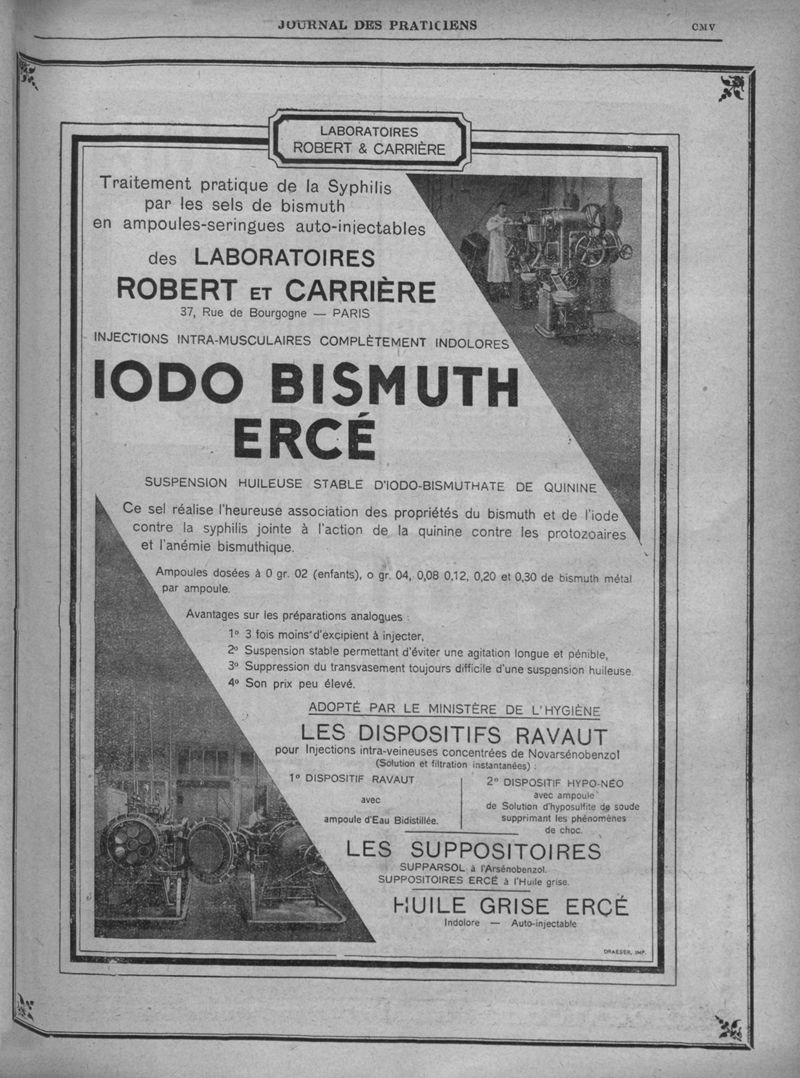 JOURNAL DES PRATICIENS
CMV
LABORATOIRES
ROBERT & CARRIÈRE
Traitement pratique de la Syphilis
par les sels de bismuth
en ampoules-seringues auto-injectables
des LABORATOIRES
ROBERT ET CARRIÈRE
37, Rue de Bourgogne — PARIS
INJECTIONS INTRA-MUSCULAIRES COMPLÈTEMENT INDOLORES
IODO BISMUTH
ERCÉ
SUSPENSION HUILEUSE STABLE D'IODO-BISMUTHATE DE QUININE
Ce sel réalise l'heureuse association des propriétés du bismuth et de l'iode
contre la syphilis jointe à l'action de la quinine contre les protozoaires
et l'anémie bismuthique.
Ampoules dosées à 0 gr. 02 (enfants), o gr. 04, 0,08 0,12, 0,20 et 0,30 de bismuth métal
par ampoule.
Avantages sur les préparations analogues :
1º 3 fois moins d'excipient à injecter,
2º Suspension stable permettant d'éviter une agitation longue et pénible,
3º Suppression du transvasement toujours difficile d'une suspension huileuse.
4º Son prix peu élevé.
ADOPTÉ PAR LE MINISTÈRE DE L'HYGIÈNE
LES DISPOSITIFS RAVAUT
pour Injections intra-veineuses concentrées de Novarsénobenzol
(Solution et filtration instantanées) :
1º DISPOSITIF RAVAUT
avec
ampoule d'Eau Bidistillée.
2º DISPOSITIF HYPO-NÉO
avec ampoule
de Solution d'hyposulfite de soude
supprimant les phénomènes
de choc.
LES SUPPOSITOIRES
SUPPARSOL à l'Arsénobenzol.
SUPPOSITOIRES ERCÉ à l'Huile grise.
HUILE GRISE ERCÉ
Indolore — Auto-injectable
DRAEGER, IMP.